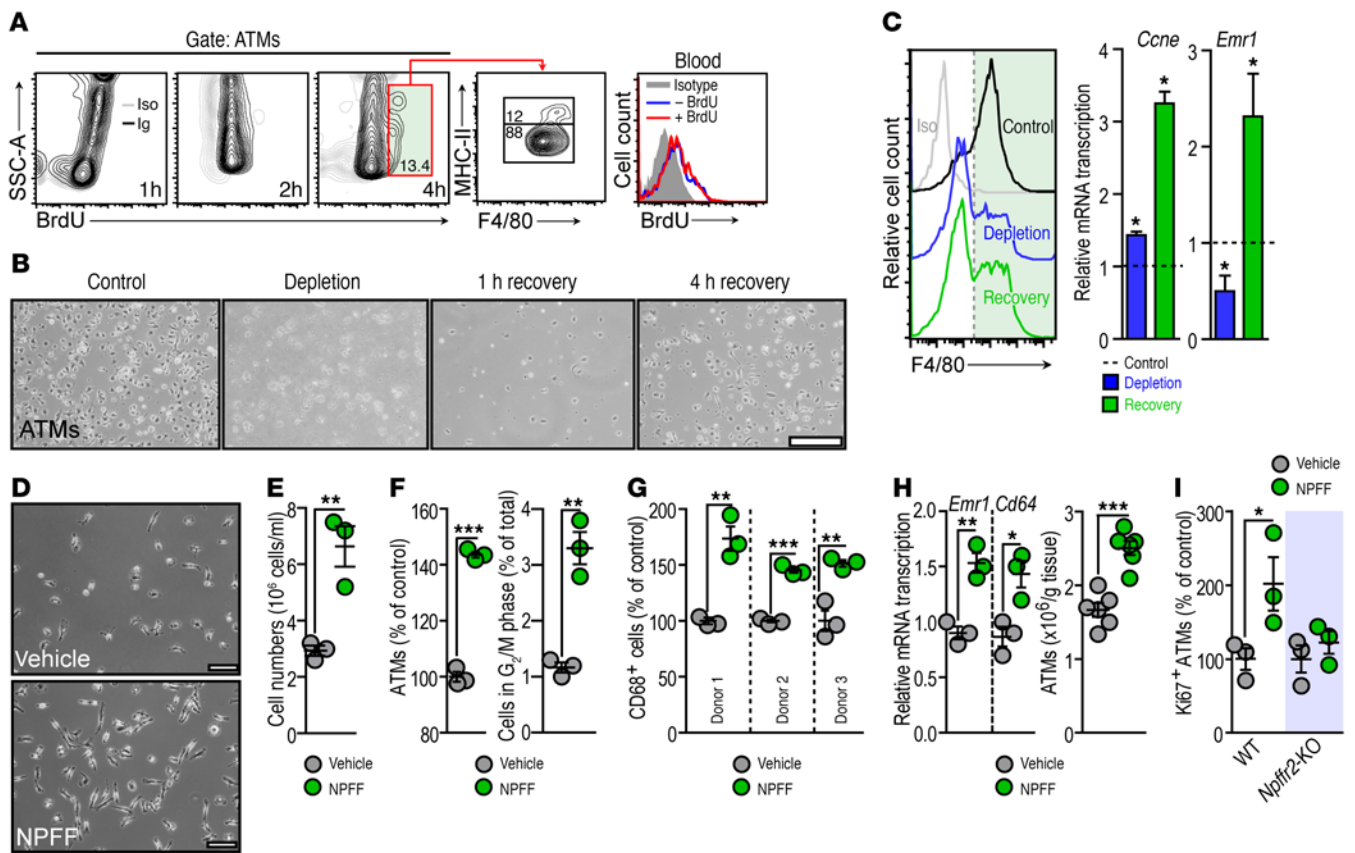 A
Gate: ATMs
SSC-A
Iso
Ig
1h
2h
13.4
4h
BrdU
MHC-II
12
88
F4/80
Blood
Isotype
– BrdU
+ BrdU
Cell count
BrdU
B
Control
Depletion
1 h recovery
4 h recovery
ATMs
C
Relative cell count
Iso
Control
Depletion
Recovery
F4/80
Relative mRNA transcription
Ccne
4
3
2
1
0
*
*
Emr1
3
2
1
0
*
*
Control
Depletion
Recovery
D
Vehicle
NPFF
E
Cell numbers (10⁶ cells/ml)
8
6
4
2
0
**
Vehicle
NPFF
F
ATMs (% of control)
160
140
120
100
80
***
Cells in G₂/M phase (% of total)
4
3
2
1
0
**
Vehicle
NPFF
G
CD68⁺ cells (% of control)
200
150
100
50
0
**
***
**
Donor 1
Donor 2
Donor 3
Vehicle
NPFF
H
Relative mRNA transcription
2.0
1.5
1.0
0.5
0.0
Emr1
Cd64
**
*
ATMs (x10⁶/g tissue)
3
2
1
0
***
Vehicle
NPFF
I
Vehicle
NPFF
Ki67⁺ ATMs (% of control)
300
200
100
0
*
WT
Npffr2-KO